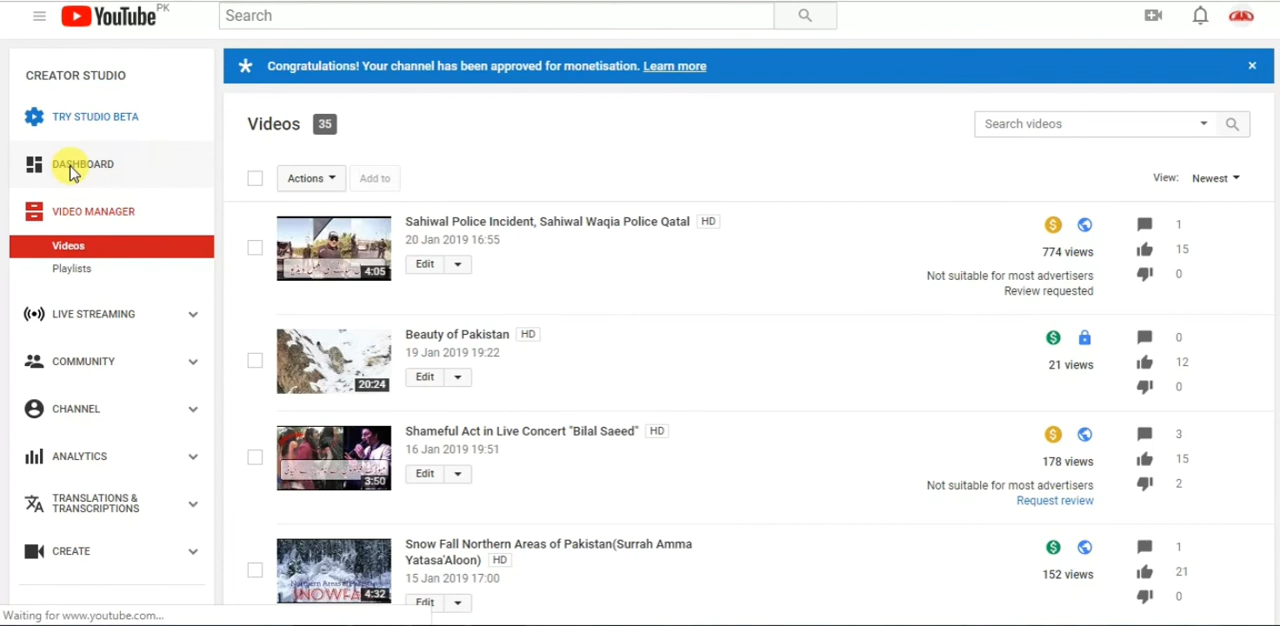 YouTube PK
Search
CREATOR STUDIO
TRY STUDIO BETA
DASHBOARD
VIDEO MANAGER
Videos
Playlists
LIVE STREAMING
COMMUNITY
CHANNEL
ANALYTICS
TRANSLATIONS &
TRANSCRIPTIONS
CREATE
Congratulations! Your channel has been approved for monetisation. Learn more
Videos 35
Search videos
Actions Add to
View: Newest
Sahiwal Police Incident, Sahiwal Waqia Police Qatal HD
20 Jan 2019 16:55
Edit
4:05
774 views
Not suitable for most advertisers
Review requested
1
15
0
Beauty of Pakistan HD
19 Jan 2019 19:22
Edit
20:24
21 views
0
12
0
Shameful Act in Live Concert "Bilal Saeed" HD
16 Jan 2019 19:51
Edit
3:50
178 views
Not suitable for most advertisers
Request review
3
15
2
Snow Fall Northern Areas of Pakistan(Surrah Amma
Yatasa'Aloon) HD
15 Jan 2019 17:00
Edit
Northern Areas of Pakistan
SNOWFA
4:32
152 views
1
21
0
Waiting for www.youtube.com...